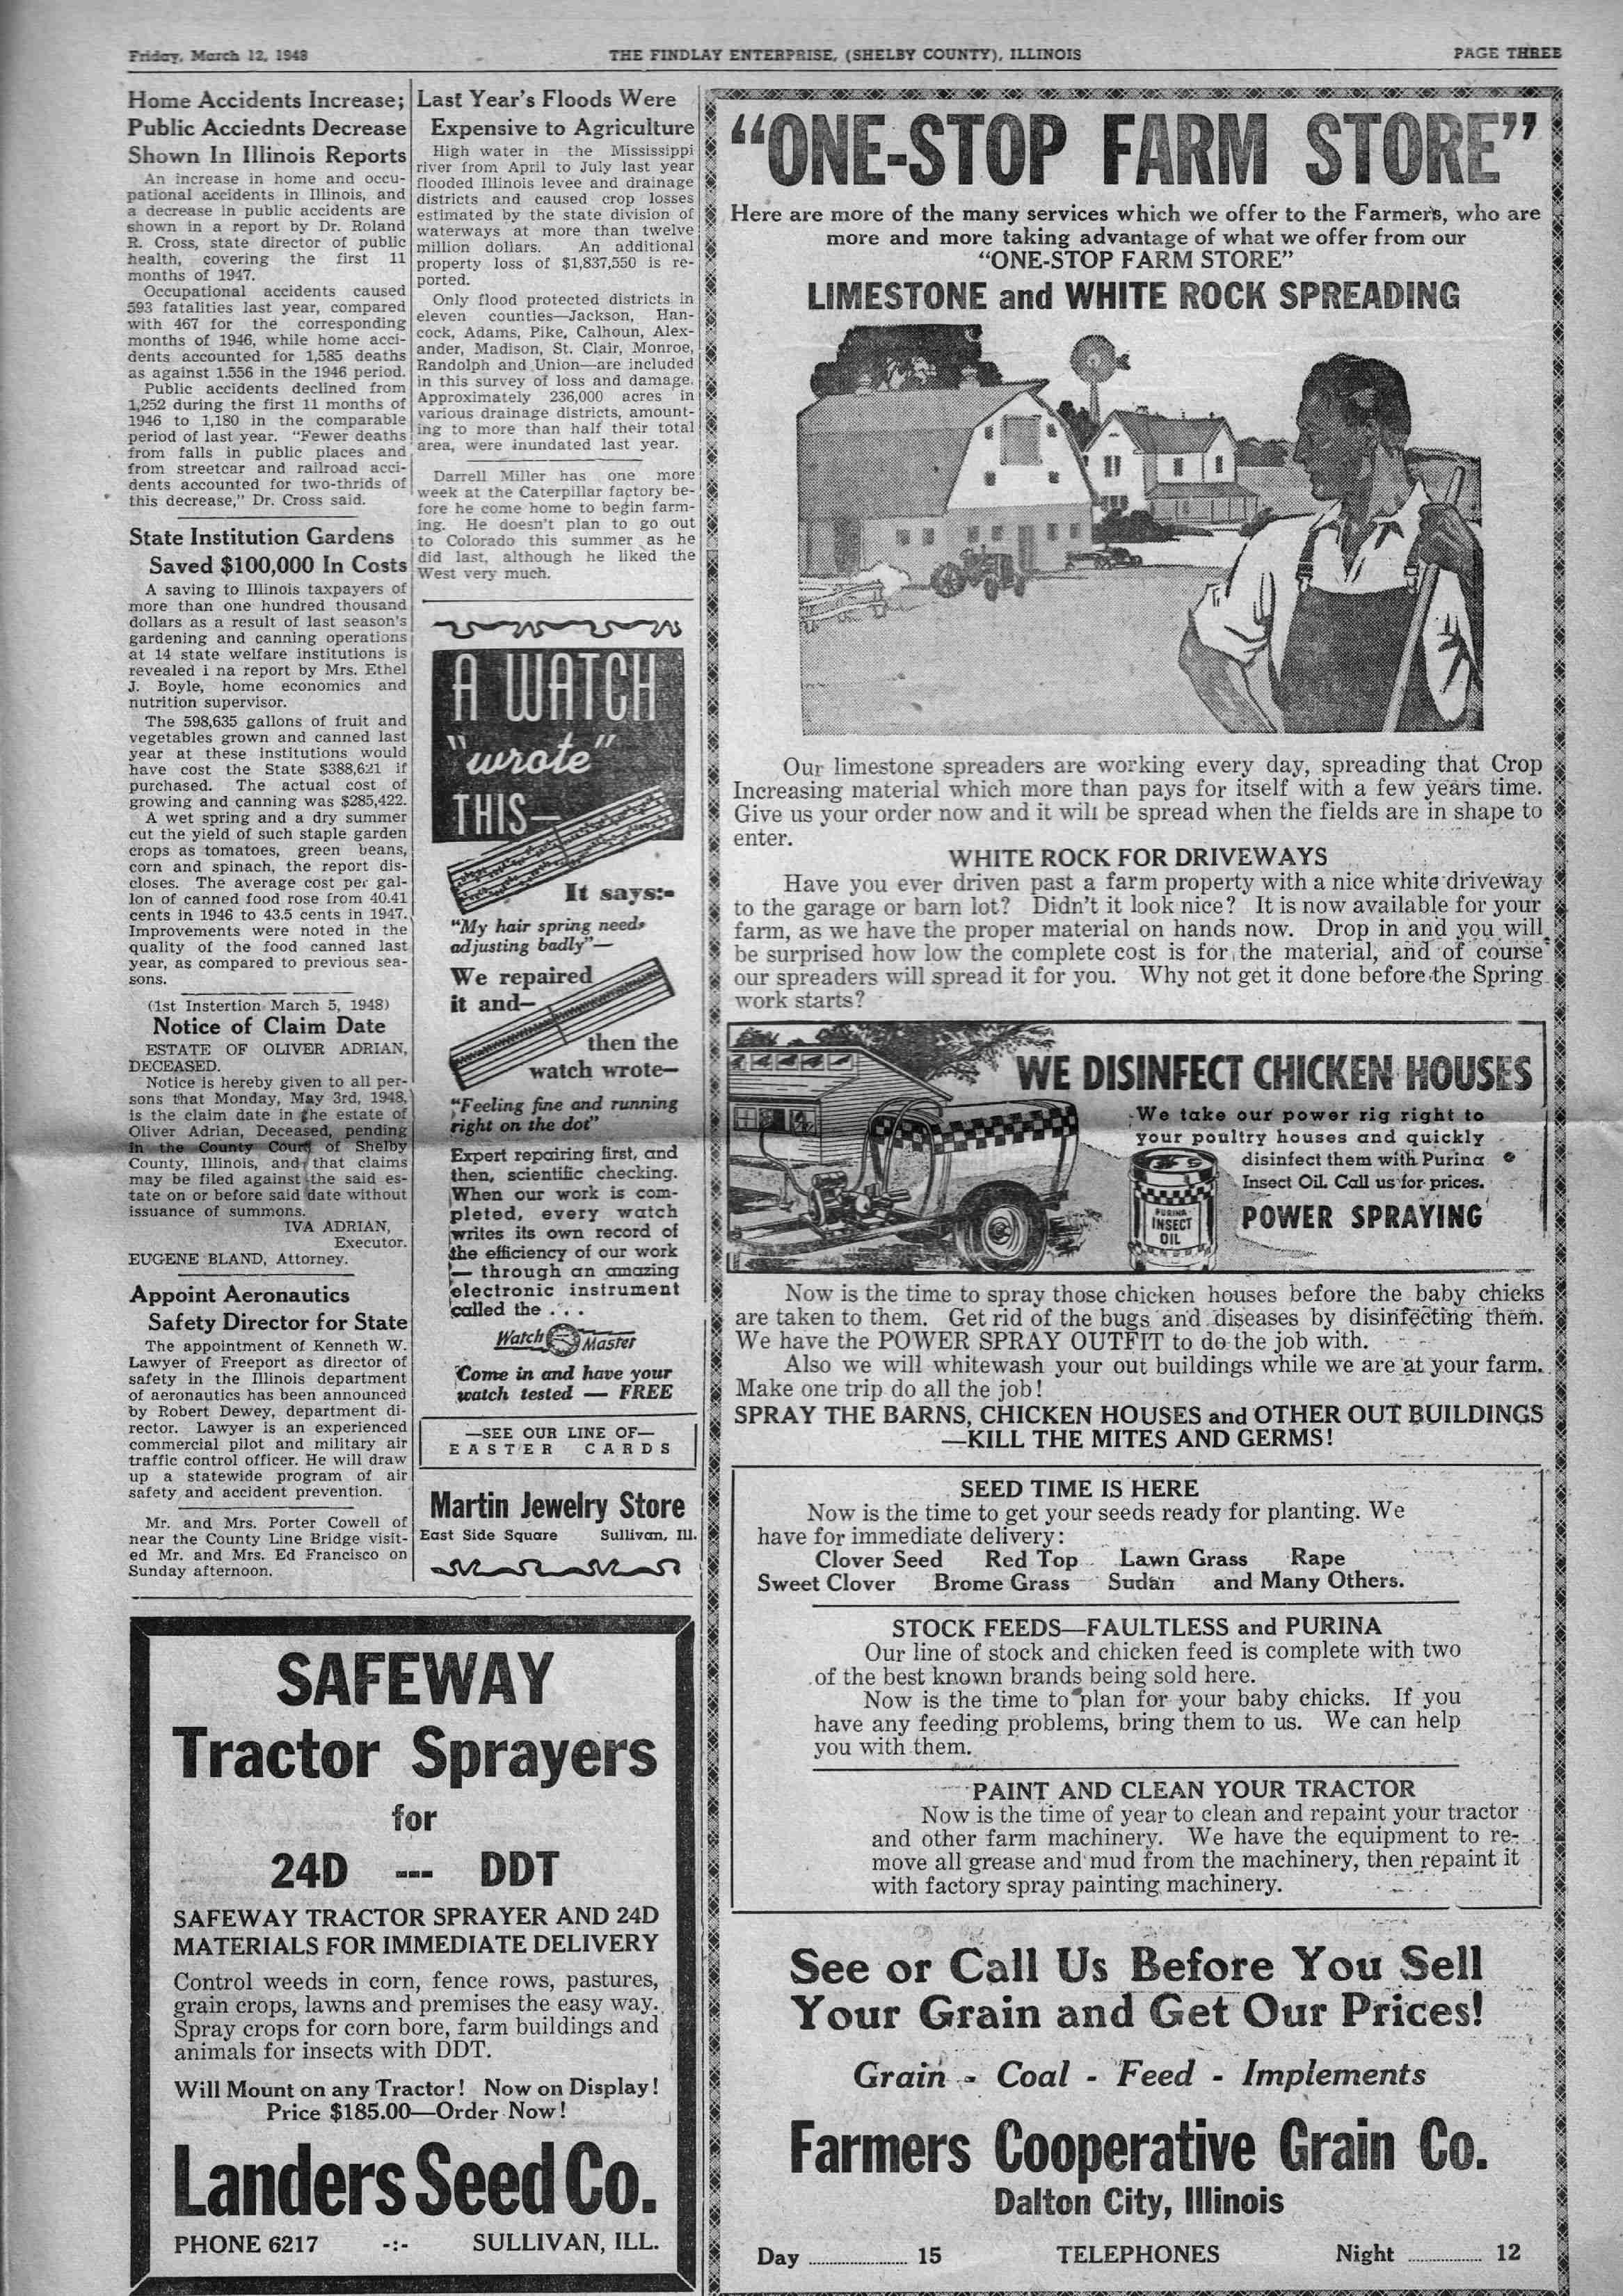 Friday, March 12, 1948
THE FINDLAY ENTERPRISE, (SHELBY COUNTY), ILLINOIS
PAGE THREE
Home Accidents Increase;
Public Acciednts Decrease
Shown In Illinois Reports
An increase in home and occu-
pational accidents in Illinois, and
a decrease in public accidents are
shown in a report by Dr. Roland
R. Cross, state director of public
health, covering the first 11
months of 1947.
Occupational accidents caused
593 fatalities last year, compared
with 467 for the corresponding
months of 1946, while home acci-
dents accounted for 1,585 deaths
as against 1.556 in the 1946 period.
Public accidents declined from
1,252 during the first 11 months of
1946 to 1,180 in the comparable
period of last year. "Fewer deaths
from falls in public places and
from streetcar and railroad acci-
dents accounted for two-thrids of
this decrease," Dr. Cross said.
State Institution Gardens
Saved $100,000 In Costs
A saving to Illinois taxpayers of
more than one hundred thousand
dollars as a result of last season's
gardening and canning operations
at 14 state welfare institutions is
revealed i na report by Mrs. Ethel
J. Boyle, home economics and
nutrition supervisor.
The 598,635 gallons of fruit and
vegetables grown and canned last
year at these institutions would
have cost the State $388,621 if
purchased. The actual cost of
growing and canning was $285,422.
A wet spring and a dry summer
cut the yield of such staple garden
crops as tomatoes, green beans,
corn and spinach, the report dis-
closes. The average cost per gal-
lon of canned food rose from 40.41
cents in 1946 to 43.5 cents in 1947.
Improvements were noted in the
quality of the food canned last
year, as compared to previous sea-
sons.
(1st Instertion March 5, 1948)
Notice of Claim Date
ESTATE OF OLIVER ADRIAN,
DECEASED.
Notice is hereby given to all per-
sons that Monday, May 3rd, 1948,
is the claim date in the estate of
Oliver Adrian, Deceased, pending
in the County Court of Shelby
County, Illinois, and that claims
may be filed against the said es-
tate on or before said date without
issuance of summons.
IVA ADRIAN,
Executor.
EUGENE BLAND, Attorney.
Appoint Aeronautics
Safety Director for State
The appointment of Kenneth W.
Lawyer of Freeport as director of
safety in the Illinois department
of aeronautics has been announced
by Robert Dewey, department di-
rector. Lawyer is an experienced
commercial pilot and military air
traffic control officer. He will draw
up a statewide program of air
safety and accident prevention.
Mr. and Mrs. Porter Cowell of
near the County Line Bridge visit-
ed Mr. and Mrs. Ed Francisco on
Sunday afternoon.
Last Year's Floods Were
Expensive to Agriculture
High water in the Mississippi
river from April to July last year
flooded Illinois levee and drainage
districts and caused crop losses
estimated by the state division of
waterways at more than twelve
million dollars. An additional
property loss of $1,837,550 is re-
ported.
Only flood protected districts in
eleven counties—Jackson, Han-
cock, Adams, Pike, Calhoun, Alex-
ander, Madison, St. Clair, Monroe,
Randolph and Union—are included
in this survey of loss and damage.
Approximately 236,000 acres in
various drainage districts, amount-
ing to more than half their total
area, were inundated last year.
Darrell Miller has one more
week at the Caterpillar factory be-
fore he come home to begin farm-
ing. He doesn't plan to go out
to Colorado this summer as he
did last, although he liked the
West very much.
A WATCH
"wrote"
THIS—
It says:-
"My hair spring needs
adjusting badly"—
We repaired
it and—
then the
watch wrote—
"Feeling fine and running
right on the dot"
Expert repairing first, and
then, scientific checking.
When our work is com-
pleted, every watch
writes its own record of
the efficiency of our work
— through an amazing
electronic instrument
called the . . .
Watch Master
Come in and have your
watch tested — FREE
—SEE OUR LINE OF—
EASTER CARDS
Martin Jewelry Store
East Side Square Sullivan, Ill.
SAFEWAY
Tractor Sprayers
for
24D --- DDT
SAFEWAY TRACTOR SPRAYER AND 24D
MATERIALS FOR IMMEDIATE DELIVERY
Control weeds in corn, fence rows, pastures,
grain crops, lawns and premises the easy way.
Spray crops for corn bore, farm buildings and
animals for insects with DDT.
Will Mount on any Tractor! Now on Display!
Price $185.00—Order Now!
Landers Seed Co.
PHONE 6217 -:- SULLIVAN, ILL.
"ONE-STOP FARM STORE"
Here are more of the many services which we offer to the Farmers, who are
more and more taking advantage of what we offer from our
"ONE-STOP FARM STORE"
LIMESTONE and WHITE ROCK SPREADING
Our limestone spreaders are working every day, spreading that Crop
Increasing material which more than pays for itself with a few years time.
Give us your order now and it will be spread when the fields are in shape to
enter.
WHITE ROCK FOR DRIVEWAYS
Have you ever driven past a farm property with a nice white driveway
to the garage or barn lot? Didn't it look nice? It is now available for your
farm, as we have the proper material on hands now. Drop in and you will
be surprised how low the complete cost is for the material, and of course
our spreaders will spread it for you. Why not get it done before the Spring
work starts?
WE DISINFECT CHICKEN HOUSES
We take our power rig right to
your poultry houses and quickly
disinfect them with Purina
Insect Oil. Call us for prices.
POWER SPRAYING
PURINA
INSECT
OIL
Now is the time to spray those chicken houses before the baby chicks
are taken to them. Get rid of the bugs and diseases by disinfecting them.
We have the POWER SPRAY OUTFIT to do the job with.
Also we will whitewash your out buildings while we are at your farm.
Make one trip do all the job!
SPRAY THE BARNS, CHICKEN HOUSES and OTHER OUT BUILDINGS
—KILL THE MITES AND GERMS!
SEED TIME IS HERE
Now is the time to get your seeds ready for planting. We
have for immediate delivery:
Clover Seed Red Top Lawn Grass Rape
Sweet Clover Brome Grass Sudan and Many Others.
STOCK FEEDS—FAULTLESS and PURINA
Our line of stock and chicken feed is complete with two
of the best known brands being sold here.
Now is the time to plan for your baby chicks. If you
have any feeding problems, bring them to us. We can help
you with them.
PAINT AND CLEAN YOUR TRACTOR
Now is the time of year to clean and repaint your tractor
and other farm machinery. We have the equipment to re-
move all grease and mud from the machinery, then repaint it
with factory spray painting machinery.
See or Call Us Before You Sell
Your Grain and Get Our Prices!
Grain - Coal - Feed - Implements
Farmers Cooperative Grain Co.
Dalton City, Illinois
Day .................... 15 TELEPHONES Night ............... 12